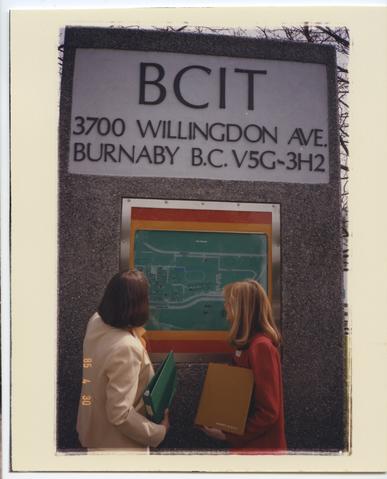 BCIT
3700 WILLINGDON AVE.
BURNABY B.C. V5G-3H2
85 4 30